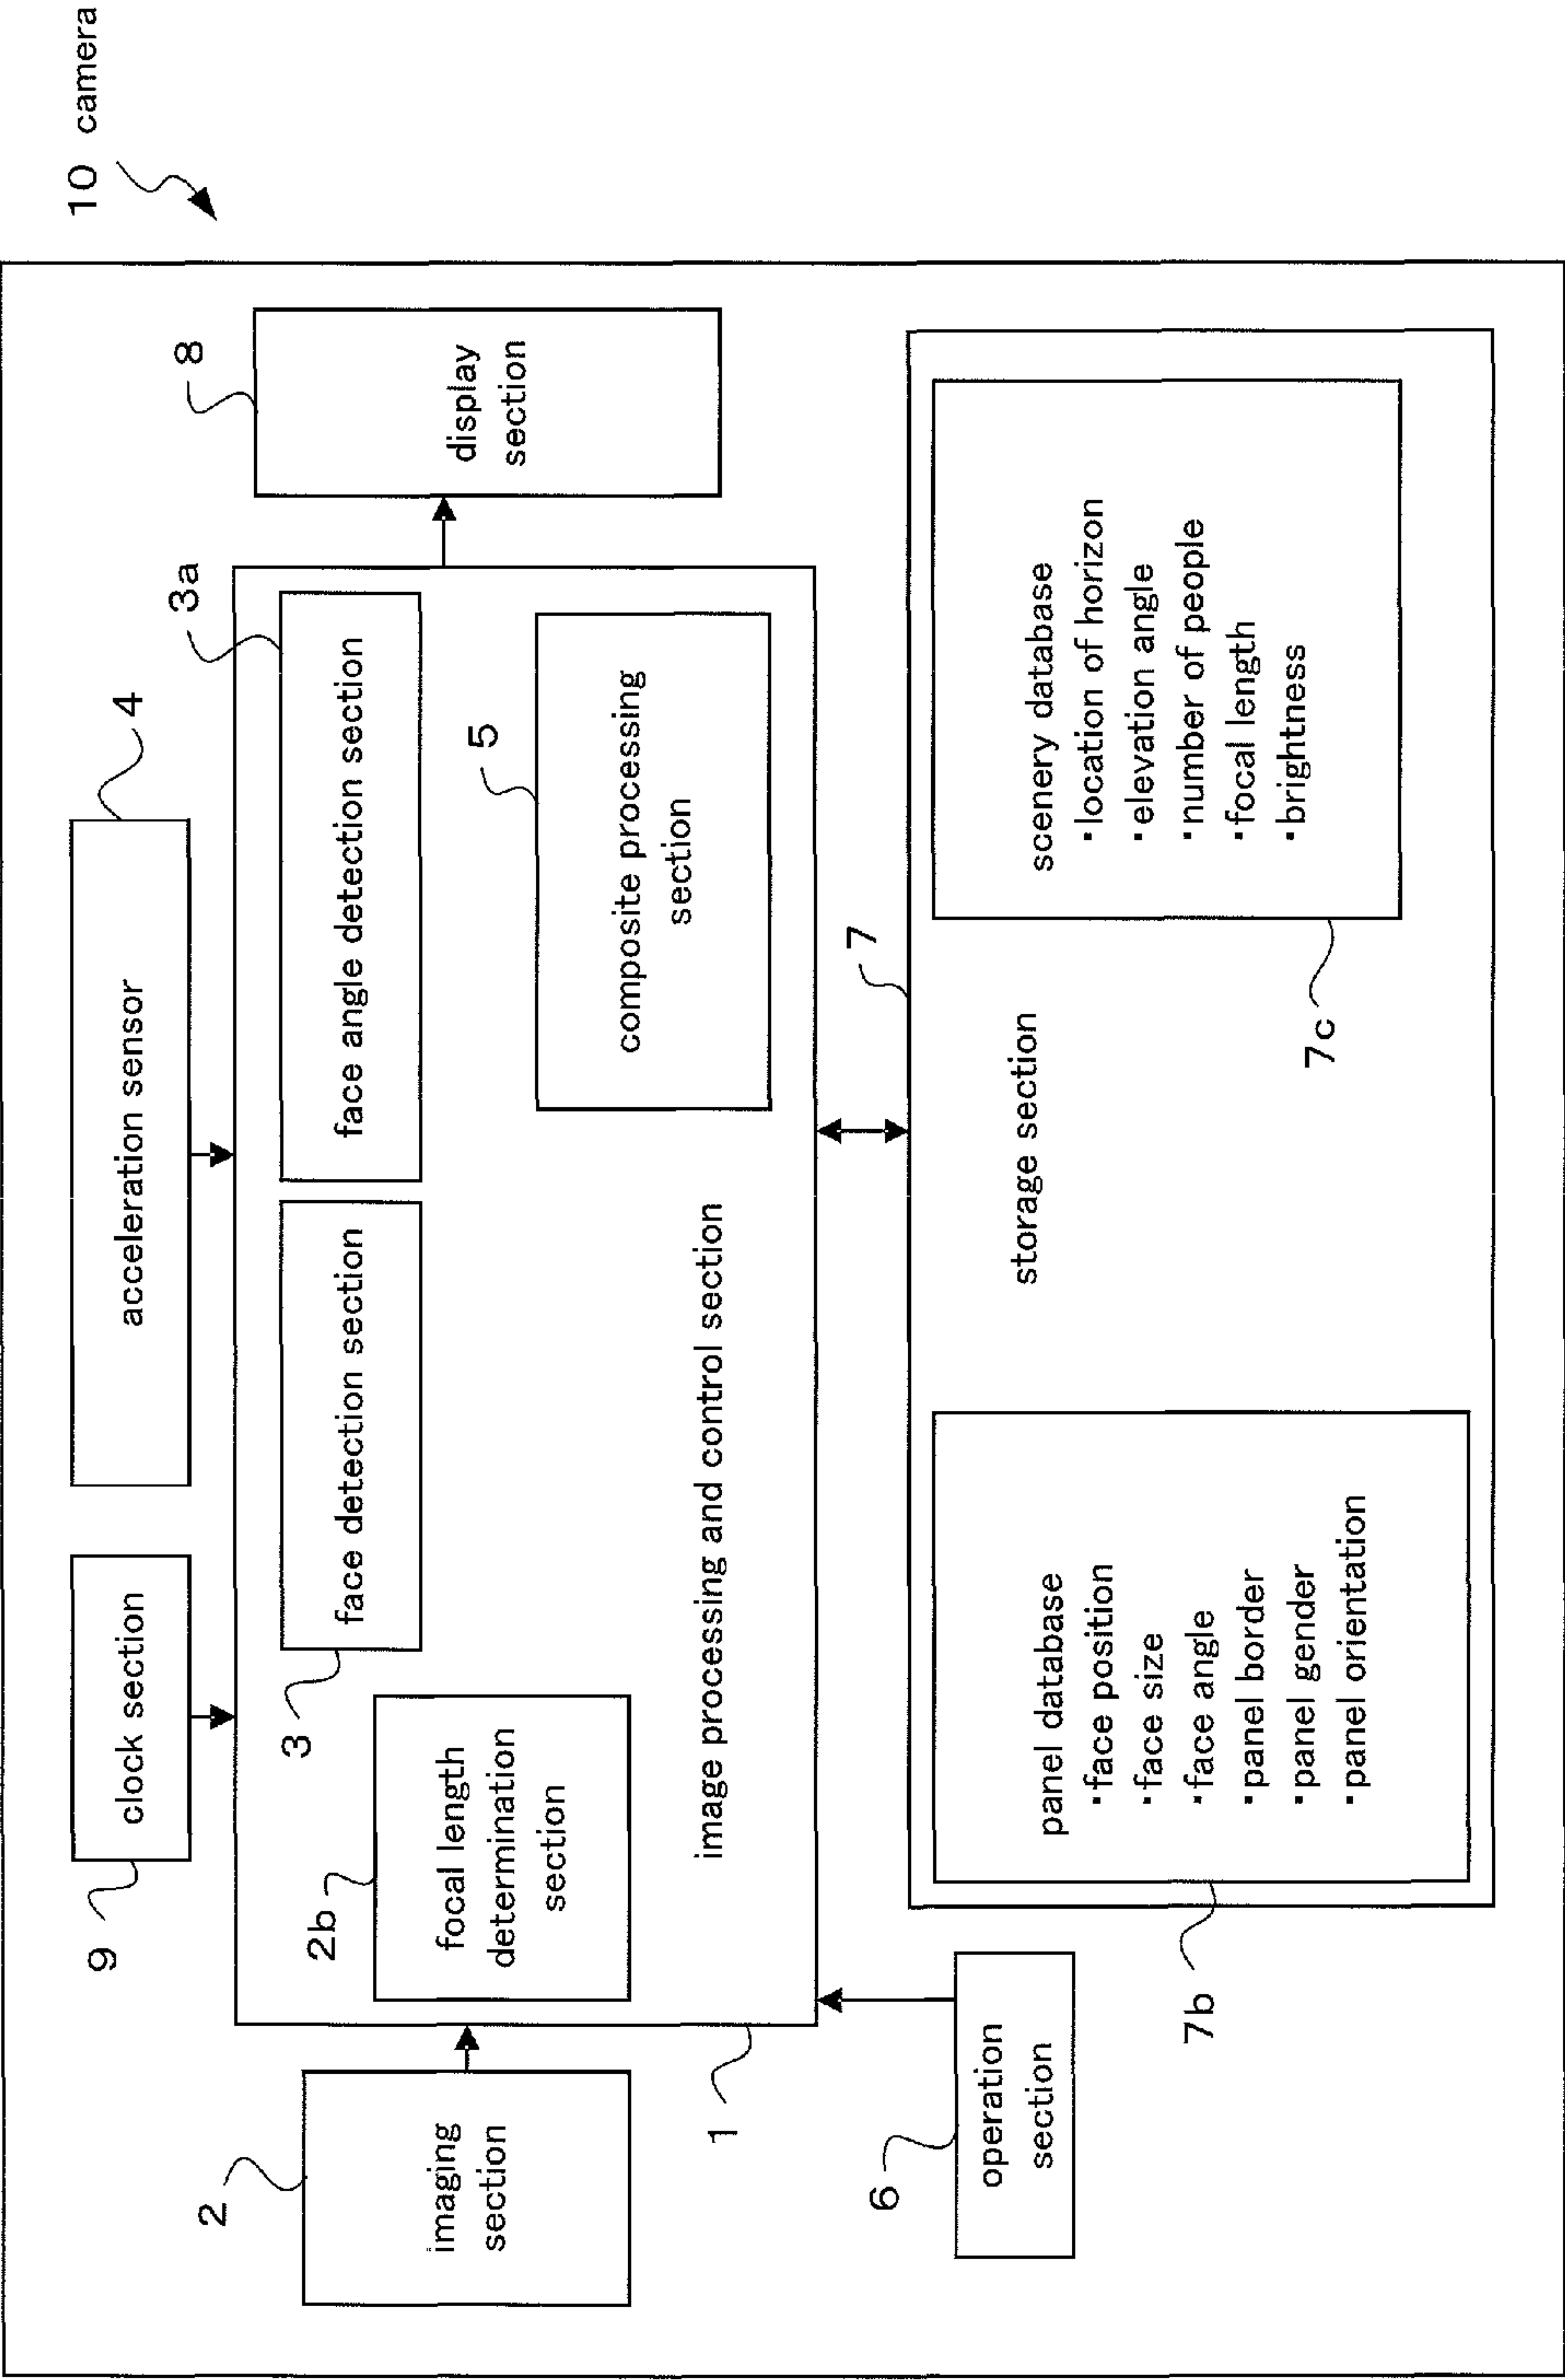 10 camera
9
clock section
4
acceleration sensor
2
imaging
section
2b
focal length
determination
section
3
face detection section
3a
face angle detection section
5
composite processing
section
image processing and control section
1
8
display
section
6
operation
section
7
storage section
7b
panel database
・face position
・face size
・face angle
・panel border
・panel gender
・panel orientation
7c
scenery database
・location of horizon
・elevation angle
・number of people
・focal length
・brightness